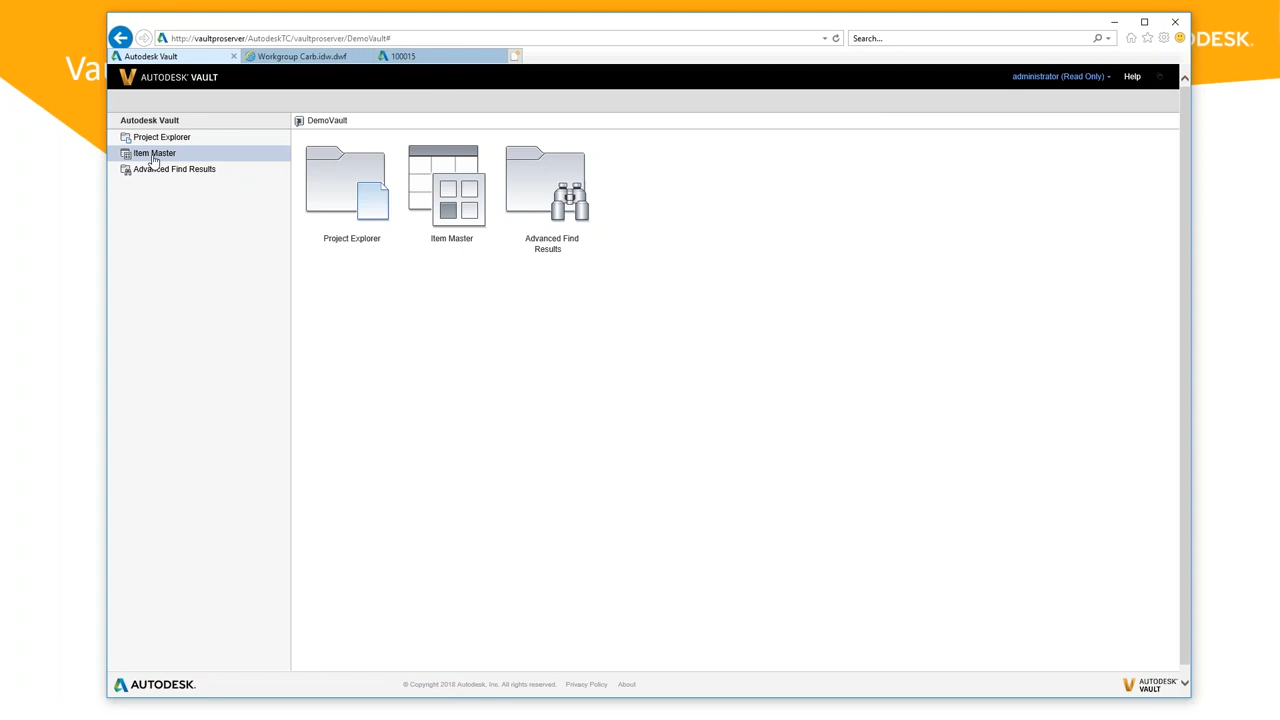 Va
DESK.
http://vaultproserver/AutodeskTC/vaultproserver/DemoVault#
Search...
Autodesk Vault
Workgroup Carb.idw.dwf
100015
AUTODESK® VAULT
administrator (Read Only)
Help
Autodesk Vault
DemoVault
Project Explorer
Item Master
Advanced Find Results
Project Explorer
Item Master
Advanced Find
Results
AUTODESK.
© Copyright 2018 Autodesk, Inc. All rights reserved.
Privacy Policy
About
AUTODESK®
VAULT